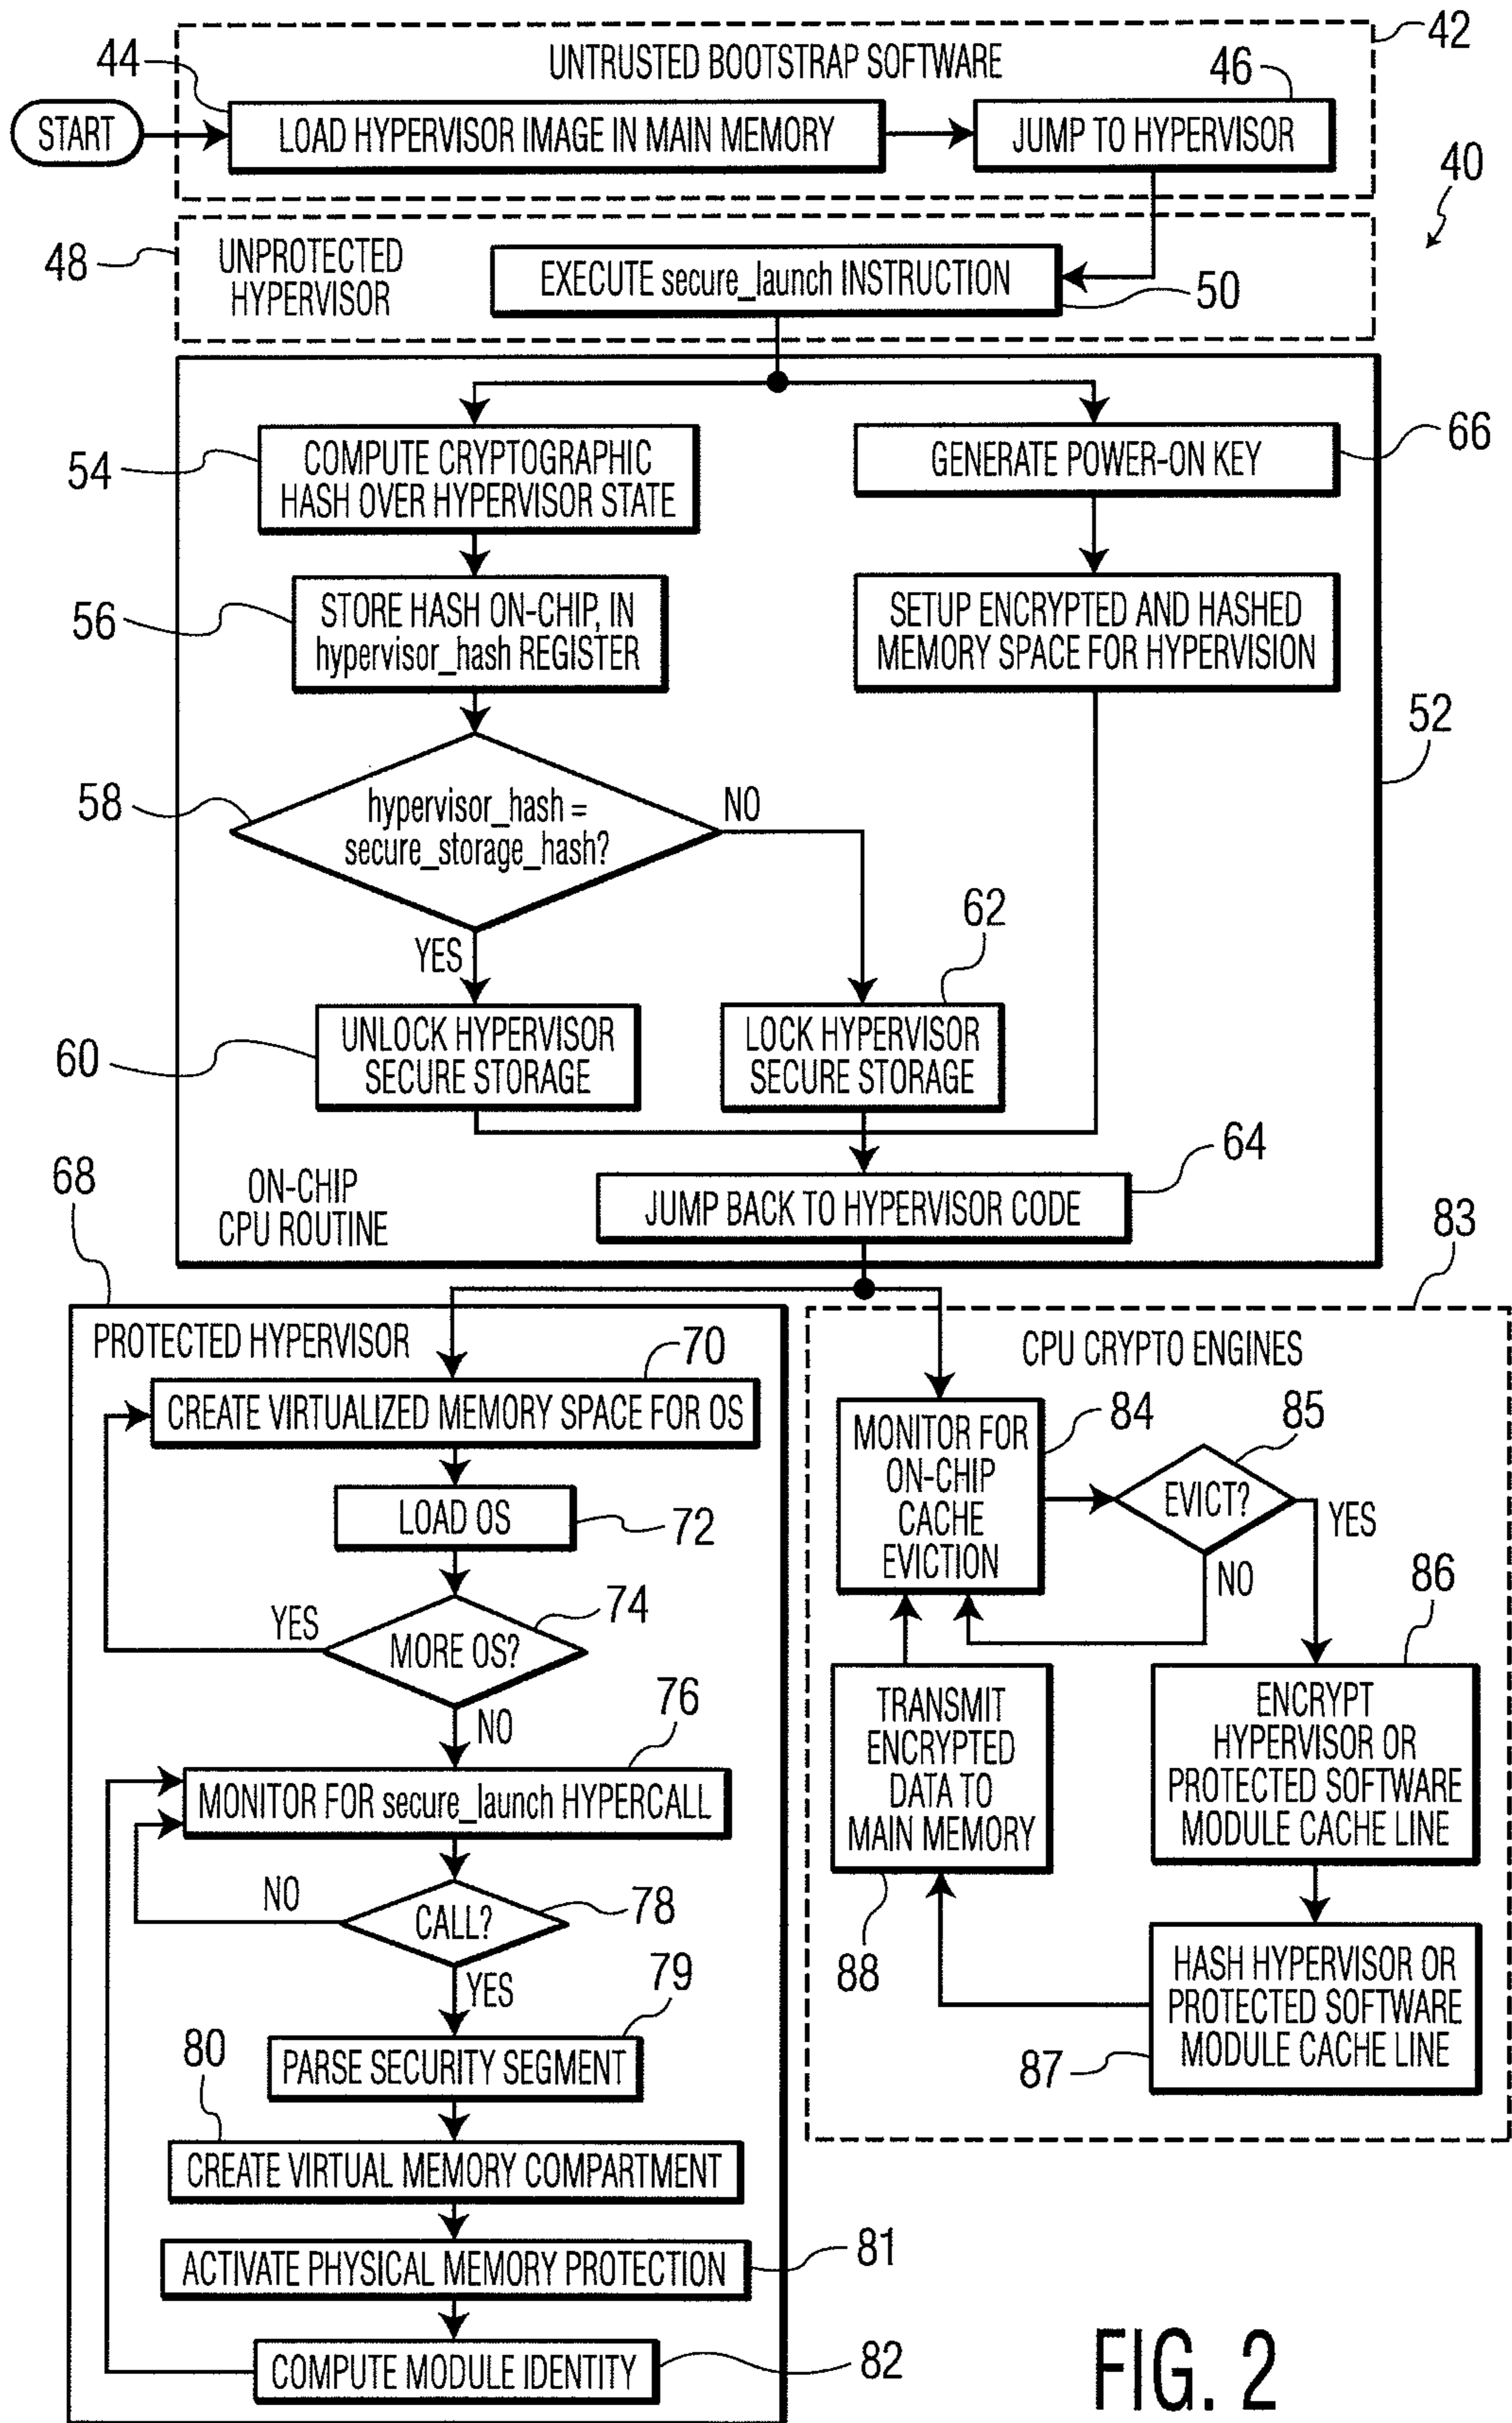 42
UNTRUSTED BOOTSTRAP SOFTWARE
44
46
START
LOAD HYPERVISOR IMAGE IN MAIN MEMORY
JUMP TO HYPERVISOR
40
48
UNPROTECTED
HYPERVISOR
EXECUTE secure_launch INSTRUCTION
50
54
COMPUTE CRYPTOGRAPHIC
HASH OVER HYPERVISOR STATE
GENERATE POWER-ON KEY
66
56
STORE HASH ON-CHIP, IN
hypervisor_hash REGISTER
SETUP ENCRYPTED AND HASHED
MEMORY SPACE FOR HYPERVISION
52
58
hypervisor_hash =
secure_storage_hash?
NO
YES
62
60
UNLOCK HYPERVISOR
SECURE STORAGE
LOCK HYPERVISOR
SECURE STORAGE
64
ON-CHIP
CPU ROUTINE
JUMP BACK TO HYPERVISOR CODE
68
PROTECTED HYPERVISOR
70
CREATE VIRTUALIZED MEMORY SPACE FOR OS
LOAD OS
72
74
YES
MORE OS?
NO
76
MONITOR FOR secure_launch HYPERCALL
NO
CALL?
78
YES
79
PARSE SECURITY SEGMENT
80
CREATE VIRTUAL MEMORY COMPARTMENT
ACTIVATE PHYSICAL MEMORY PROTECTION
81
COMPUTE MODULE IDENTITY
82
83
CPU CRYPTO ENGINES
84
85
MONITOR FOR
ON-CHIP
CACHE
EVICTION
EVICT?
YES
NO
86
ENCRYPT
HYPERVISOR OR
PROTECTED SOFTWARE
MODULE CACHE LINE
TRANSMIT
ENCRYPTED
DATA TO
MAIN MEMORY
88
HASH HYPERVISOR OR
PROTECTED SOFTWARE
MODULE CACHE LINE
87
FIG. 2